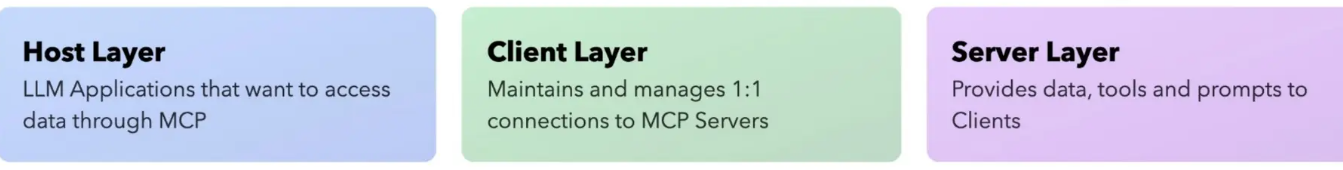 Host Layer
LLM Applications that want to access
data through MCP
Client Layer
Maintains and manages 1:1
connections to MCP Servers
Server Layer
Provides data, tools and prompts to
Clients